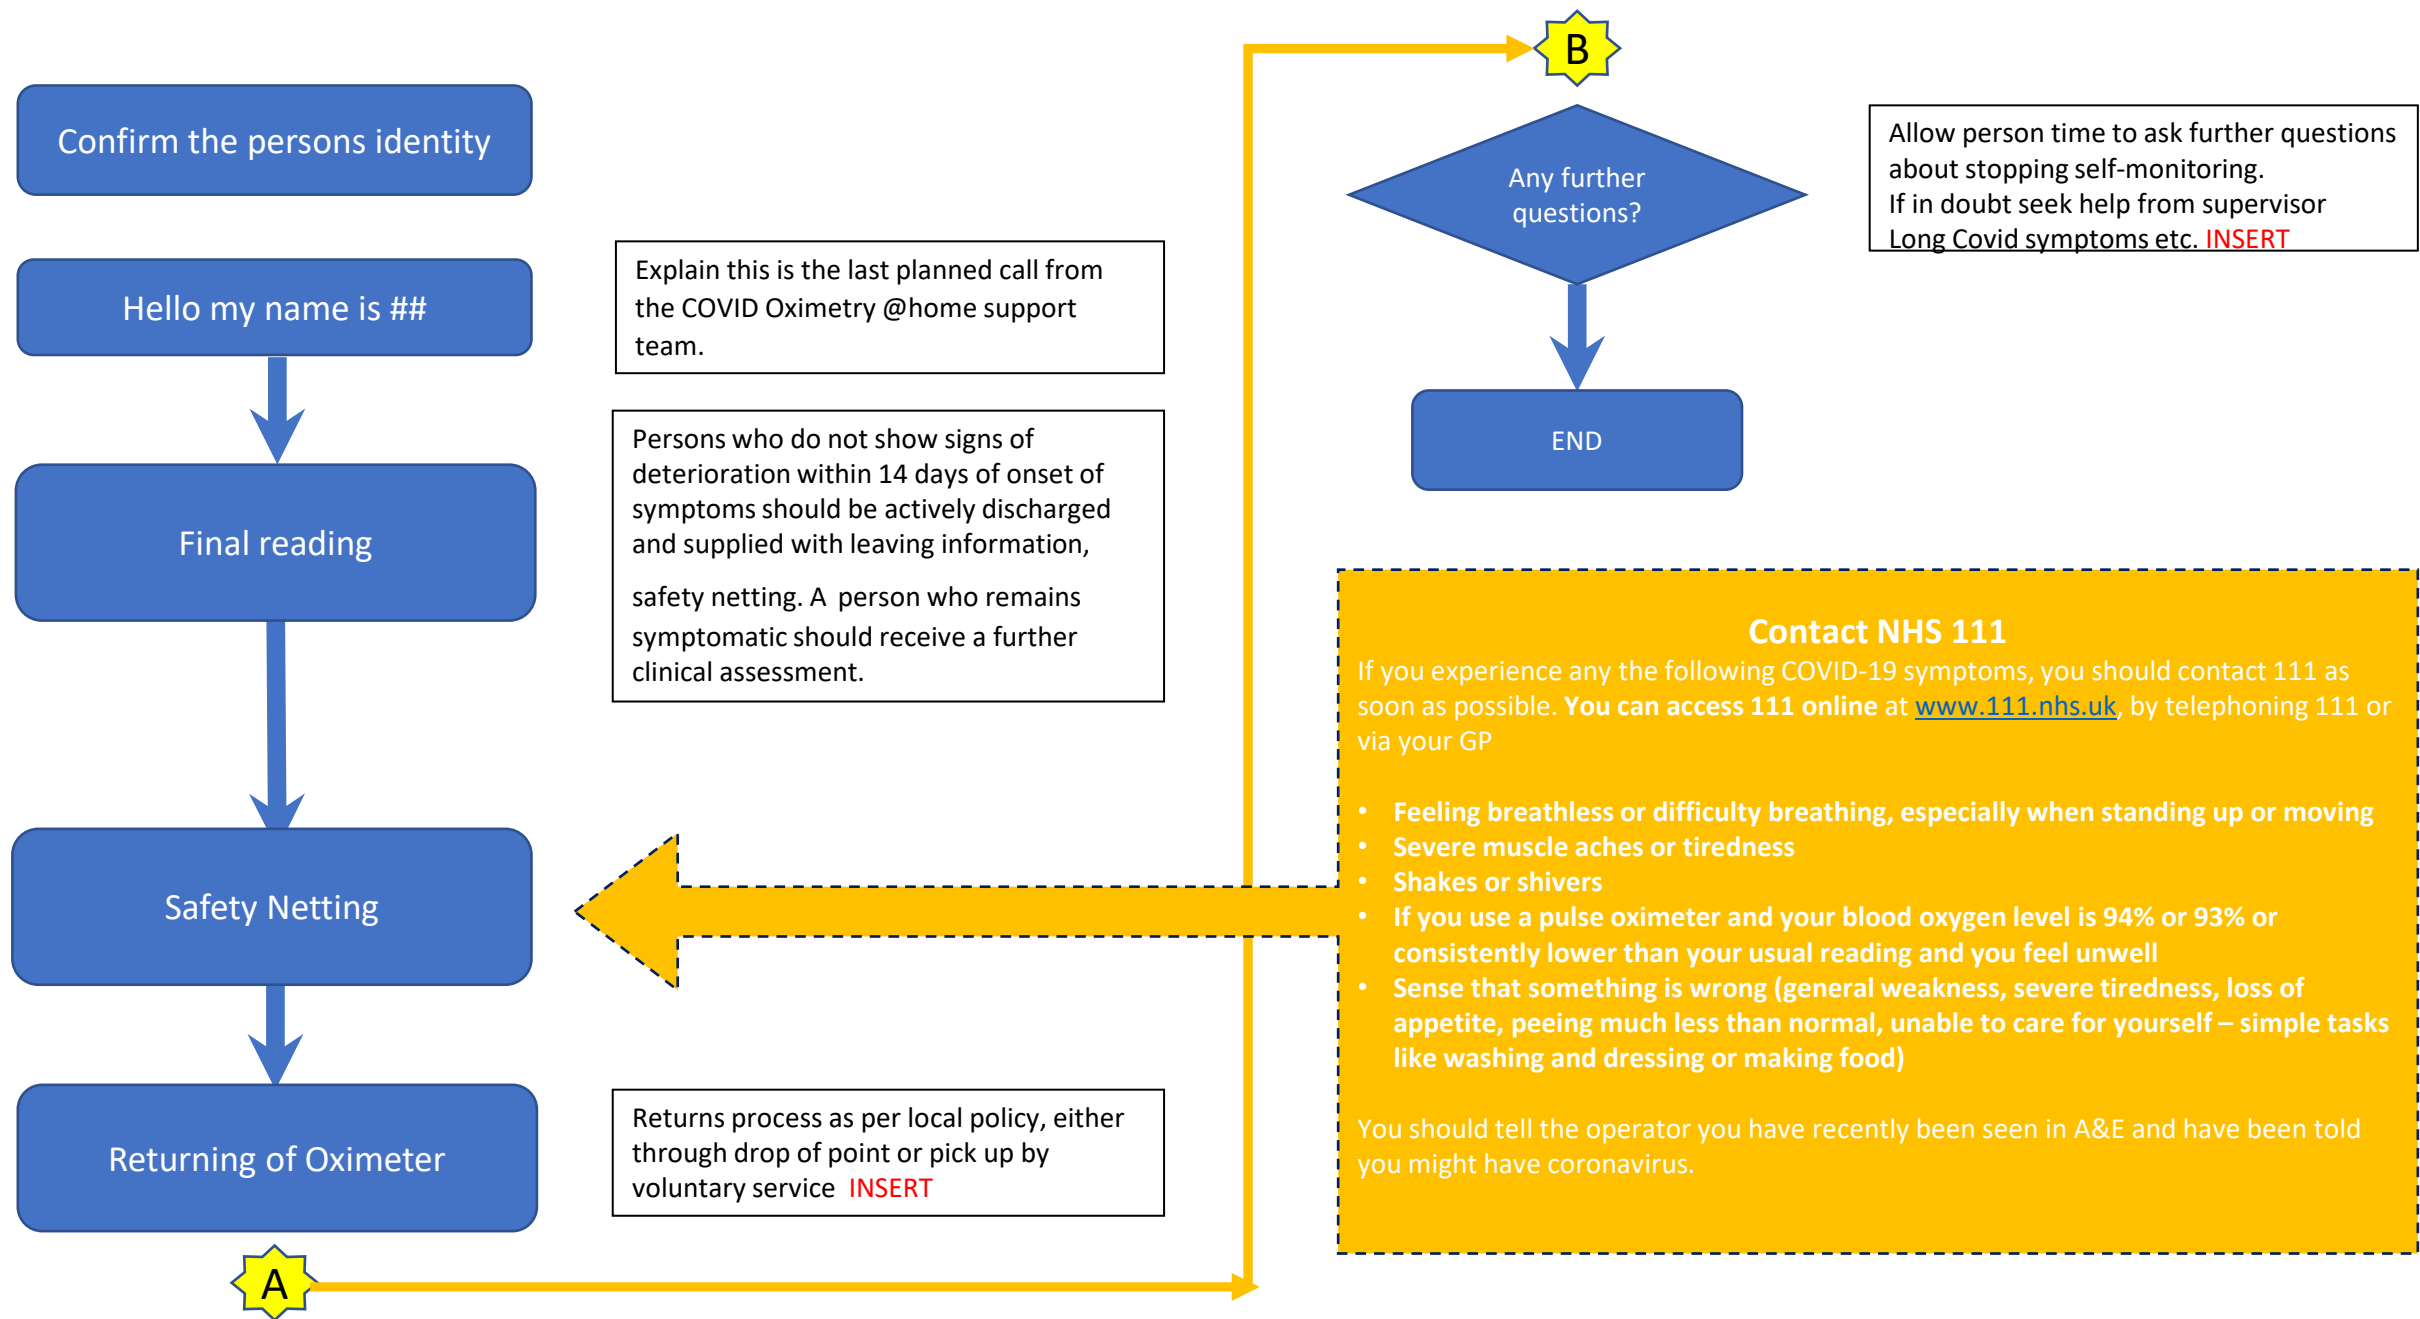 Confirm the persons identity
Hello my name is ##
Explain this is the last planned call from
the COVID Oximetry @home support
team.
Final reading
Persons who do not show signs of
deterioration within 14 days of onset of
symptoms should be actively discharged
and supplied with leaving information,
safety netting. A  person who remains
symptomatic should receive a further
clinical assessment.
Safety Netting
Returning of Oximeter
Returns process as per local policy, either
through drop of point or pick up by
voluntary service  INSERT
A
B
Any further
questions?
Allow person time to ask further questions
about stopping self-monitoring.
If in doubt seek help from supervisor
Long Covid symptoms etc. INSERT
END
Contact NHS 111
If you experience any the following COVID-19 symptoms, you should contact 111 as
soon as possible. You can access 111 online at www.111.nhs.uk, by telephoning 111 or
via your GP
• Feeling breathless or difficulty breathing, especially when standing up or moving
• Severe muscle aches or tiredness
• Shakes or shivers
• If you use a pulse oximeter and your blood oxygen level is 94% or 93% or
consistently lower than your usual reading and you feel unwell
• Sense that something is wrong (general weakness, severe tiredness, loss of
appetite, peeing much less than normal, unable to care for yourself – simple tasks
like washing and dressing or making food)
You should tell the operator you have recently been seen in A&E and have been told
you might have coronavirus.